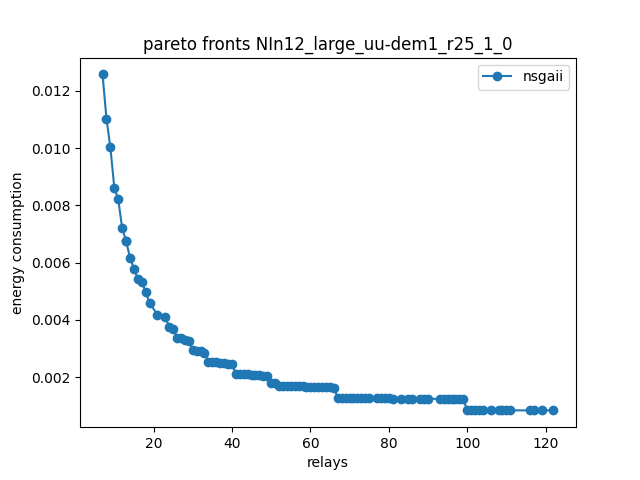 pareto fronts NIn12_large_uu-dem1_r25_1_0
nsgaii
energy consumption
0.012
0.010
0.008
0.006
0.004
0.002
20 40 60 80 100 120
relays